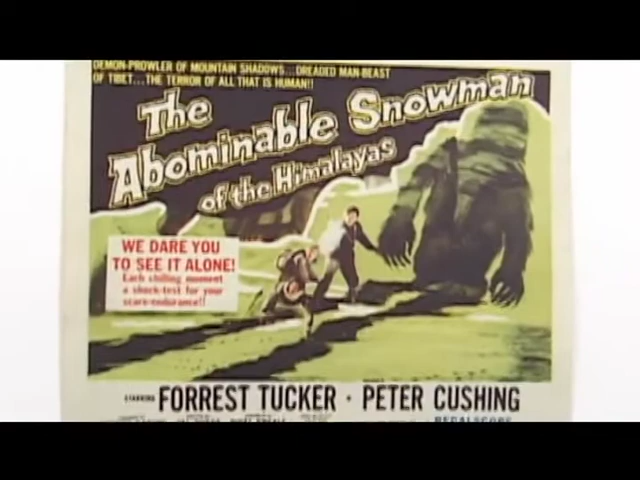 DEMON-PROWLER OF MOUNTAIN SHADOWS...DREADED MAN-BEAST
OF TIBET...THE TERROR OF ALL THAT IS HUMAN!!
The
Abominable Snowman
of the Himalayas
WE DARE YOU
TO SEE IT ALONE!
Each chilling moment
a shock-test for your
scare-endurance!!
STARRING FORREST TUCKER · PETER CUSHING
REGALSCOPE